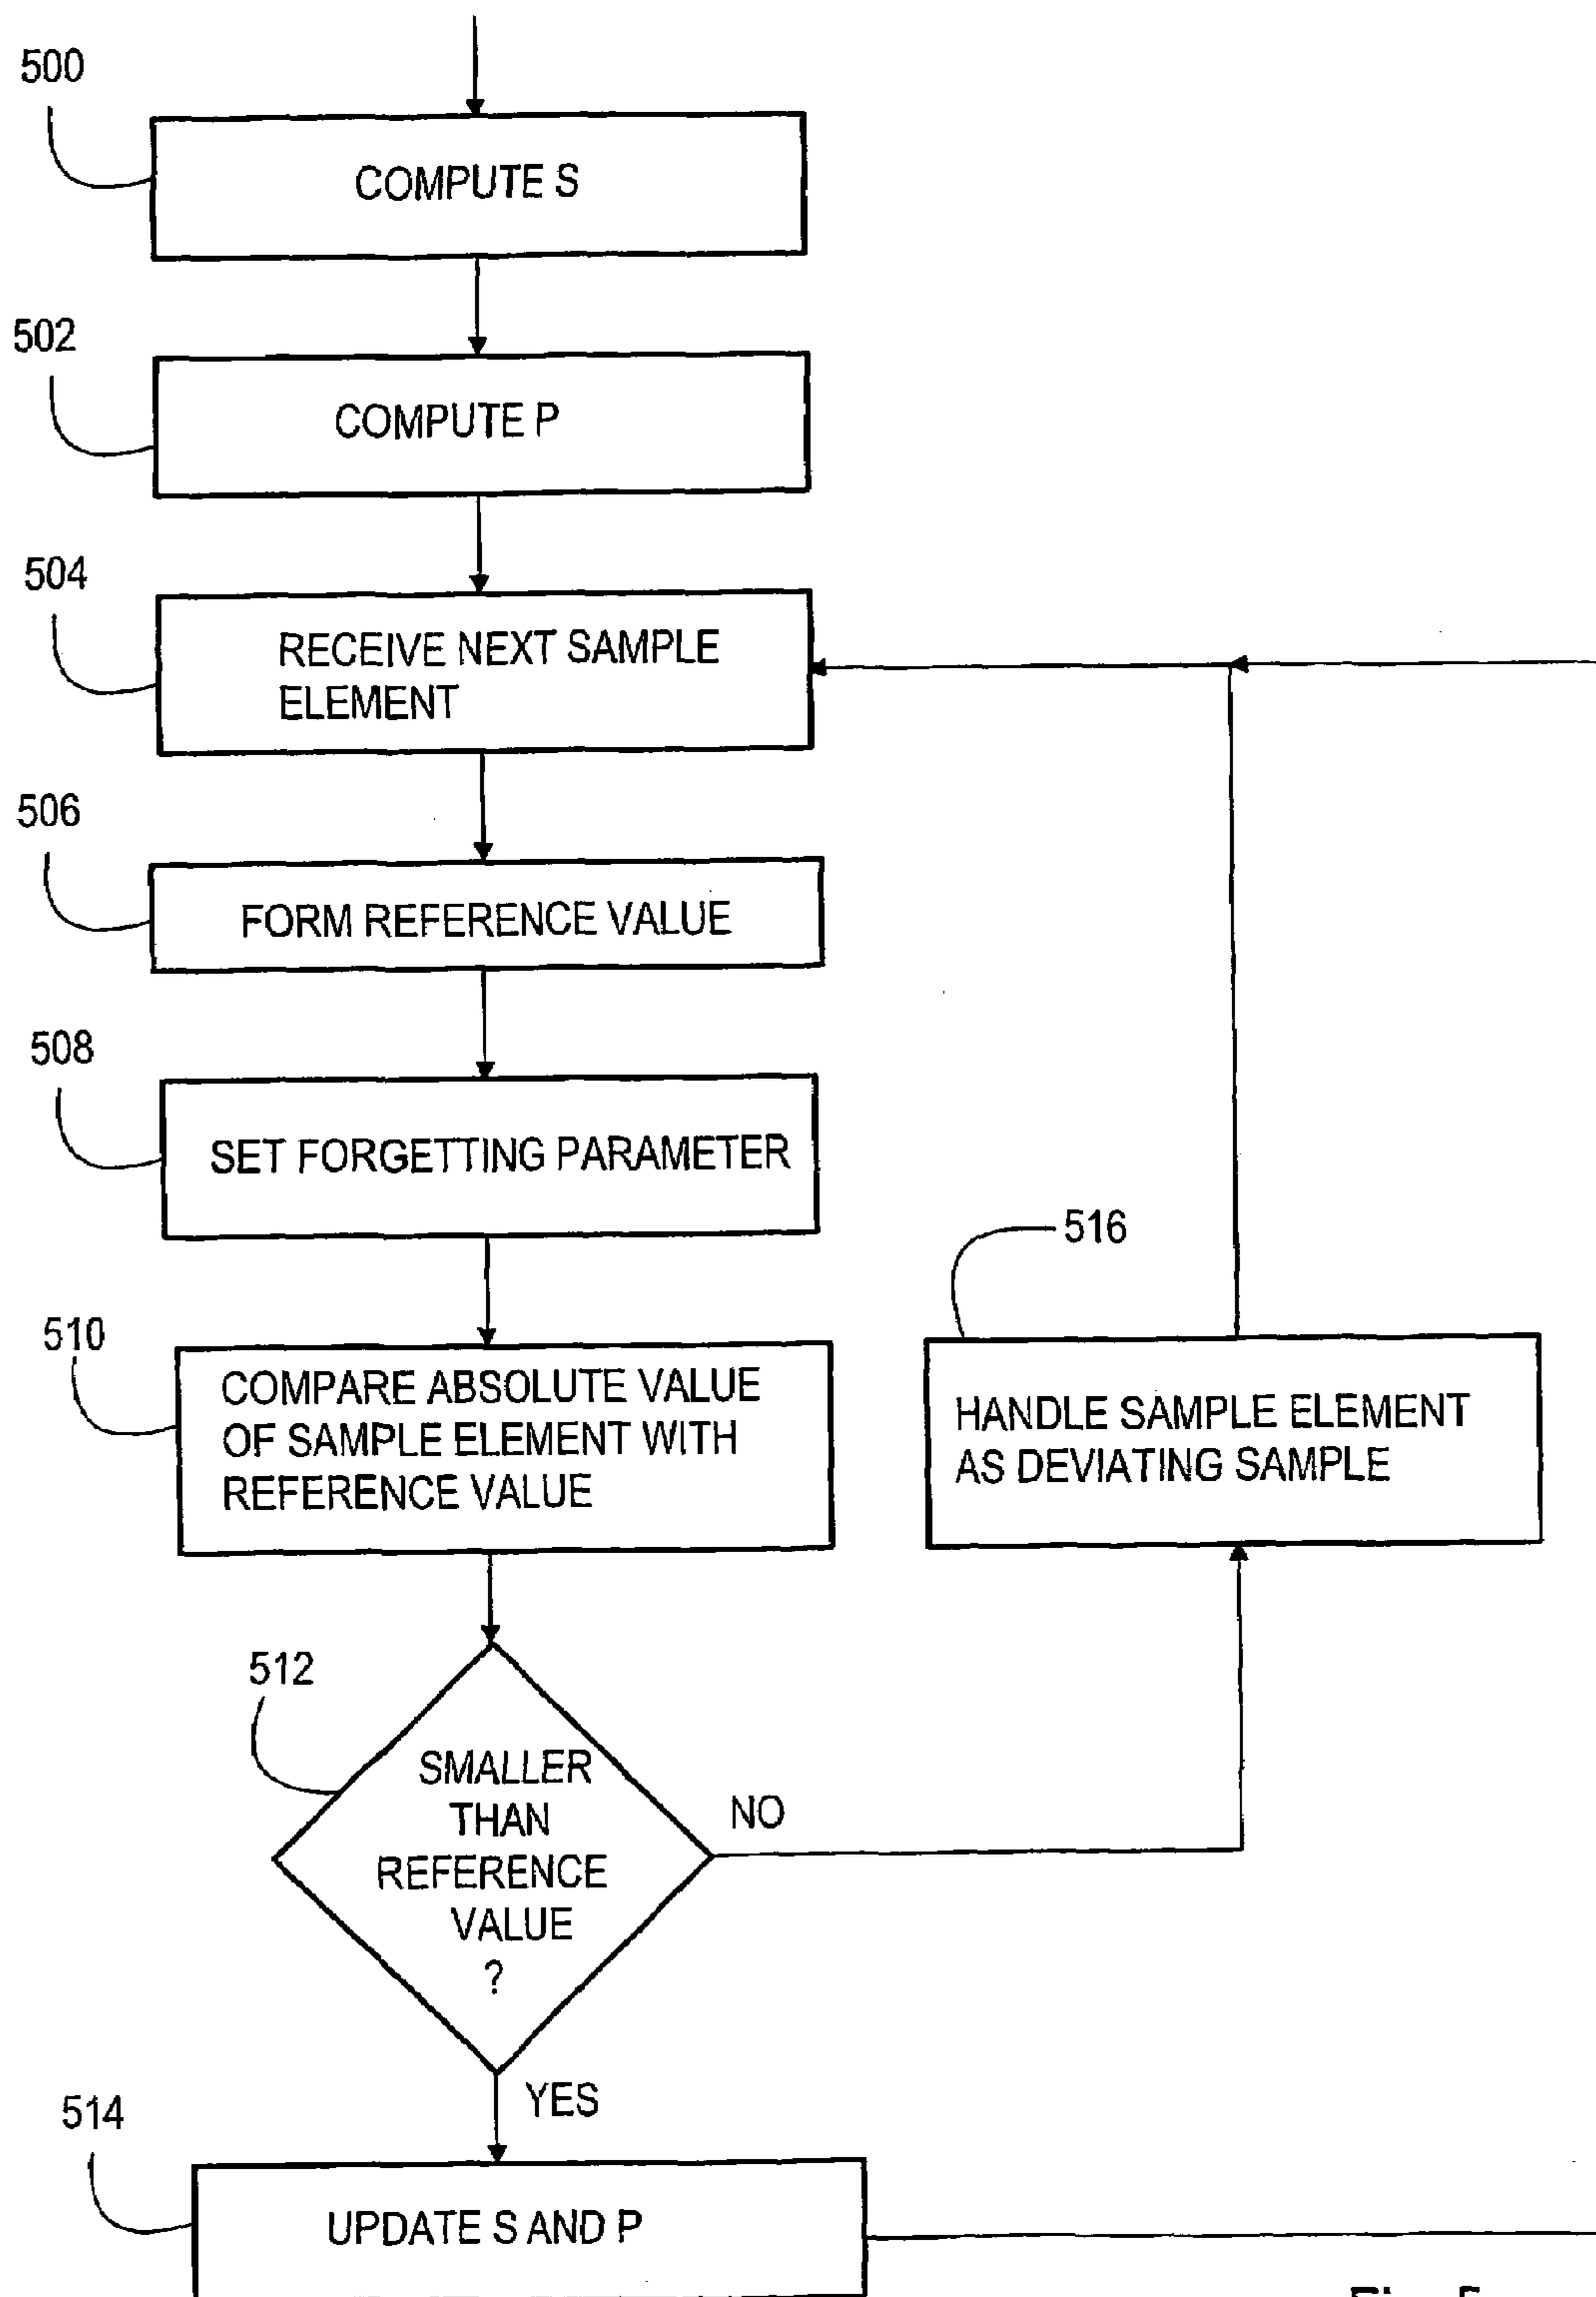 500
COMPUTE S
502
COMPUTE P
504
RECEIVE NEXT SAMPLE
ELEMENT
506
FORM REFERENCE VALUE
508
SET FORGETTING PARAMETER
516
510
COMPARE ABSOLUTE VALUE
OF SAMPLE ELEMENT WITH
REFERENCE VALUE
HANDLE SAMPLE ELEMENT
AS DEVIATING SAMPLE
512
SMALLER
THAN
REFERENCE
VALUE
?
NO
YES
514
UPDATE S AND P